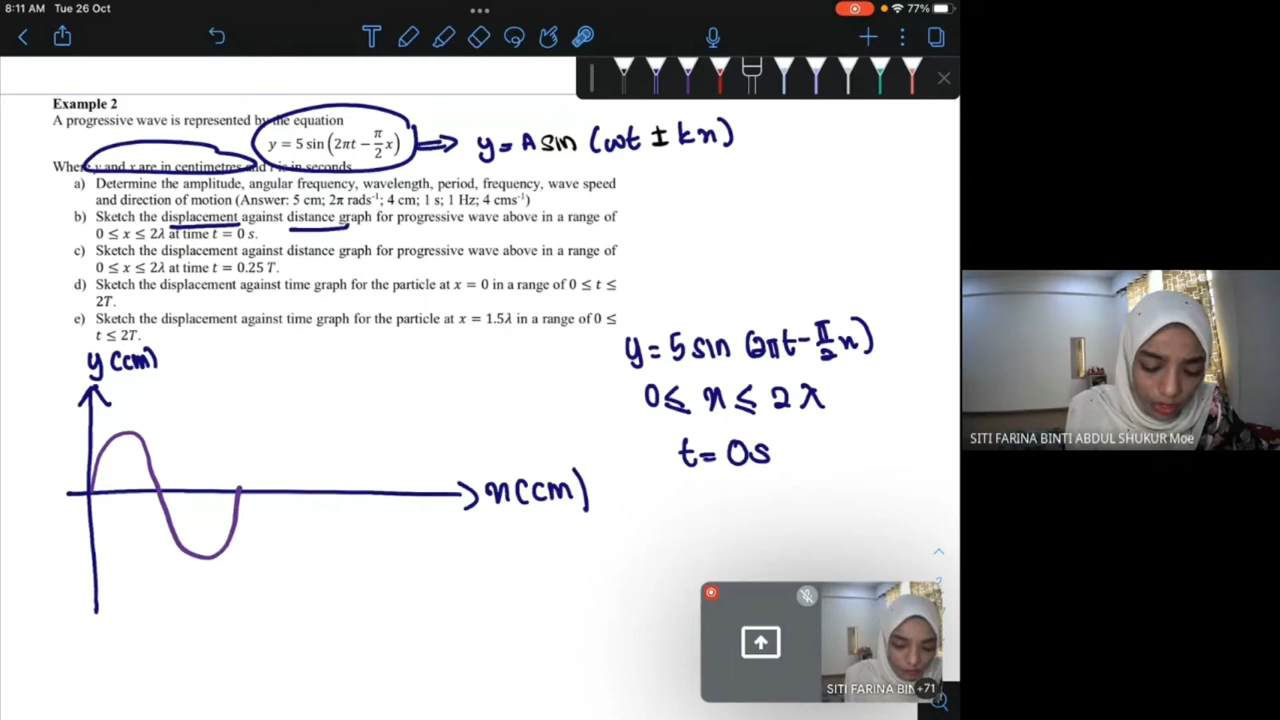 8:11 AM Tue 26 Oct
77%
Example 2
A progressive wave is represented by the equation
y = 5 sin (2πt − π/2 x)
y = A sin (ωt ± kx)
Where y and x are in centimetres and t is in seconds
a) Determine the amplitude, angular frequency, wavelength, period, frequency, wave speed
and direction of motion (Answer: 5 cm; 2π rads⁻¹; 4 cm; 1 s; 1 Hz; 4 cms⁻¹)
b) Sketch the displacement against distance graph for progressive wave above in a range of
0 ≤ x ≤ 2λ at time t = 0 s.
c) Sketch the displacement against distance graph for progressive wave above in a range of
0 ≤ x ≤ 2λ at time t = 0.25 T.
d) Sketch the displacement against time graph for the particle at x = 0 in a range of 0 ≤ t ≤
2T.
e) Sketch the displacement against time graph for the particle at x = 1.5λ in a range of 0 ≤
t ≤ 2T.
y (cm)
x (cm)
y = 5 sin (2πt − π/2 x)
0 ≤ x ≤ 2λ
t = 0s
SITI FARINA BINTI ABDUL SHUKUR Moe
SITI FARINA BIN
+71